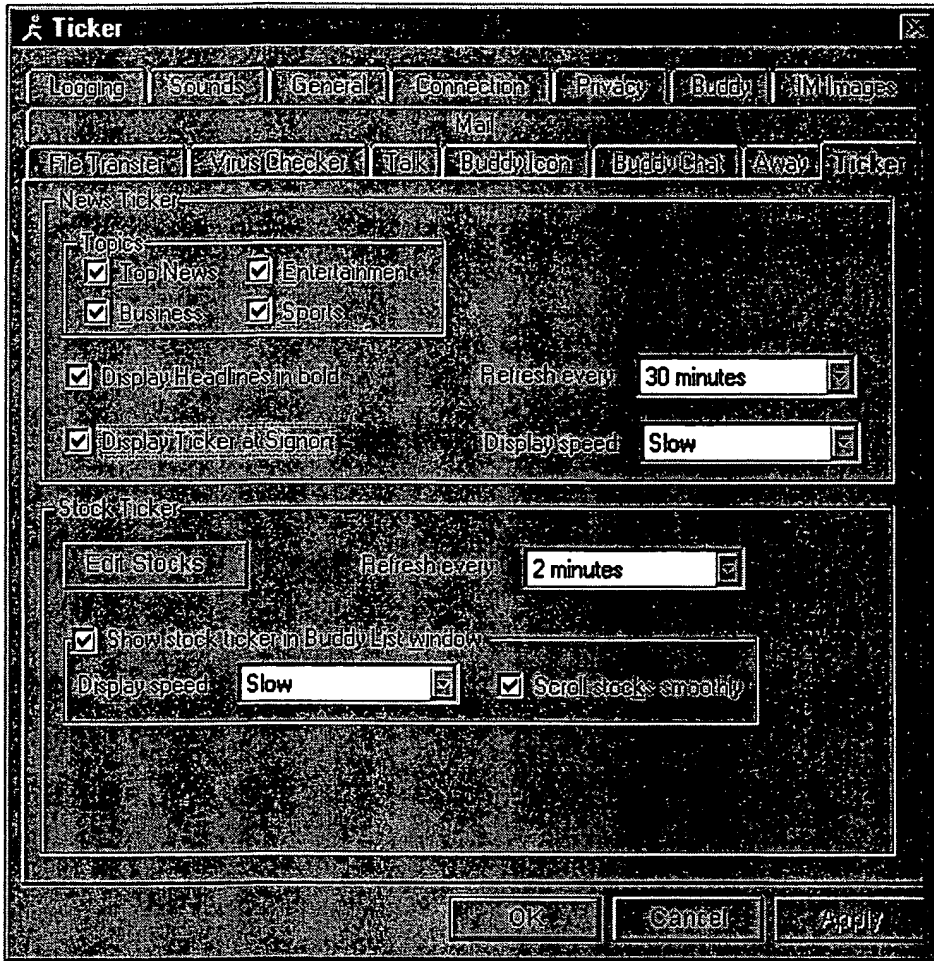 Ticker
Logging Sounds General Connection Privacy Buddy IM Images
Mail
File Transfer Virus Checker Talk Buddy Icon Buddy Chat Away Ticker
News Ticker
Topics
Top News Entertainment
Business Sports
Display Headlines in bold Refresh every 30 minutes
Display Ticker at Signon Display speed Slow
Stock Ticker
Edit Stocks Refresh every 2 minutes
Show stock ticker in Buddy List window
Display speed Slow Scroll stocks smoothly
OK Cancel Apply